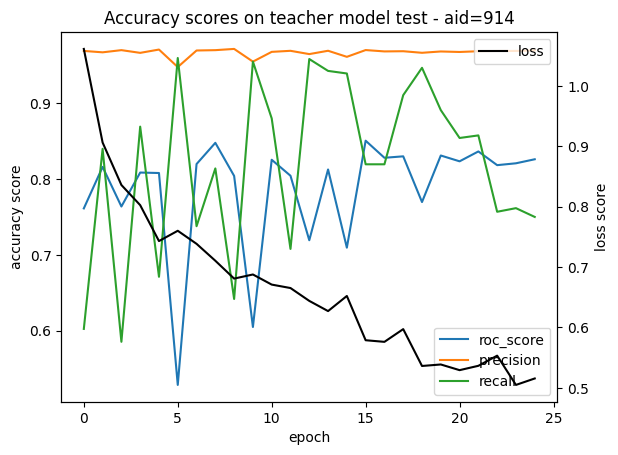 Accuracy scores on teacher model test - aid=914
loss
accuracy score
0.9
0.8
0.7
0.6
1.0
0.9
0.8
0.7
0.6
0.5
loss score
roc_score
precision
recall
0 5 10 15 20 25
epoch